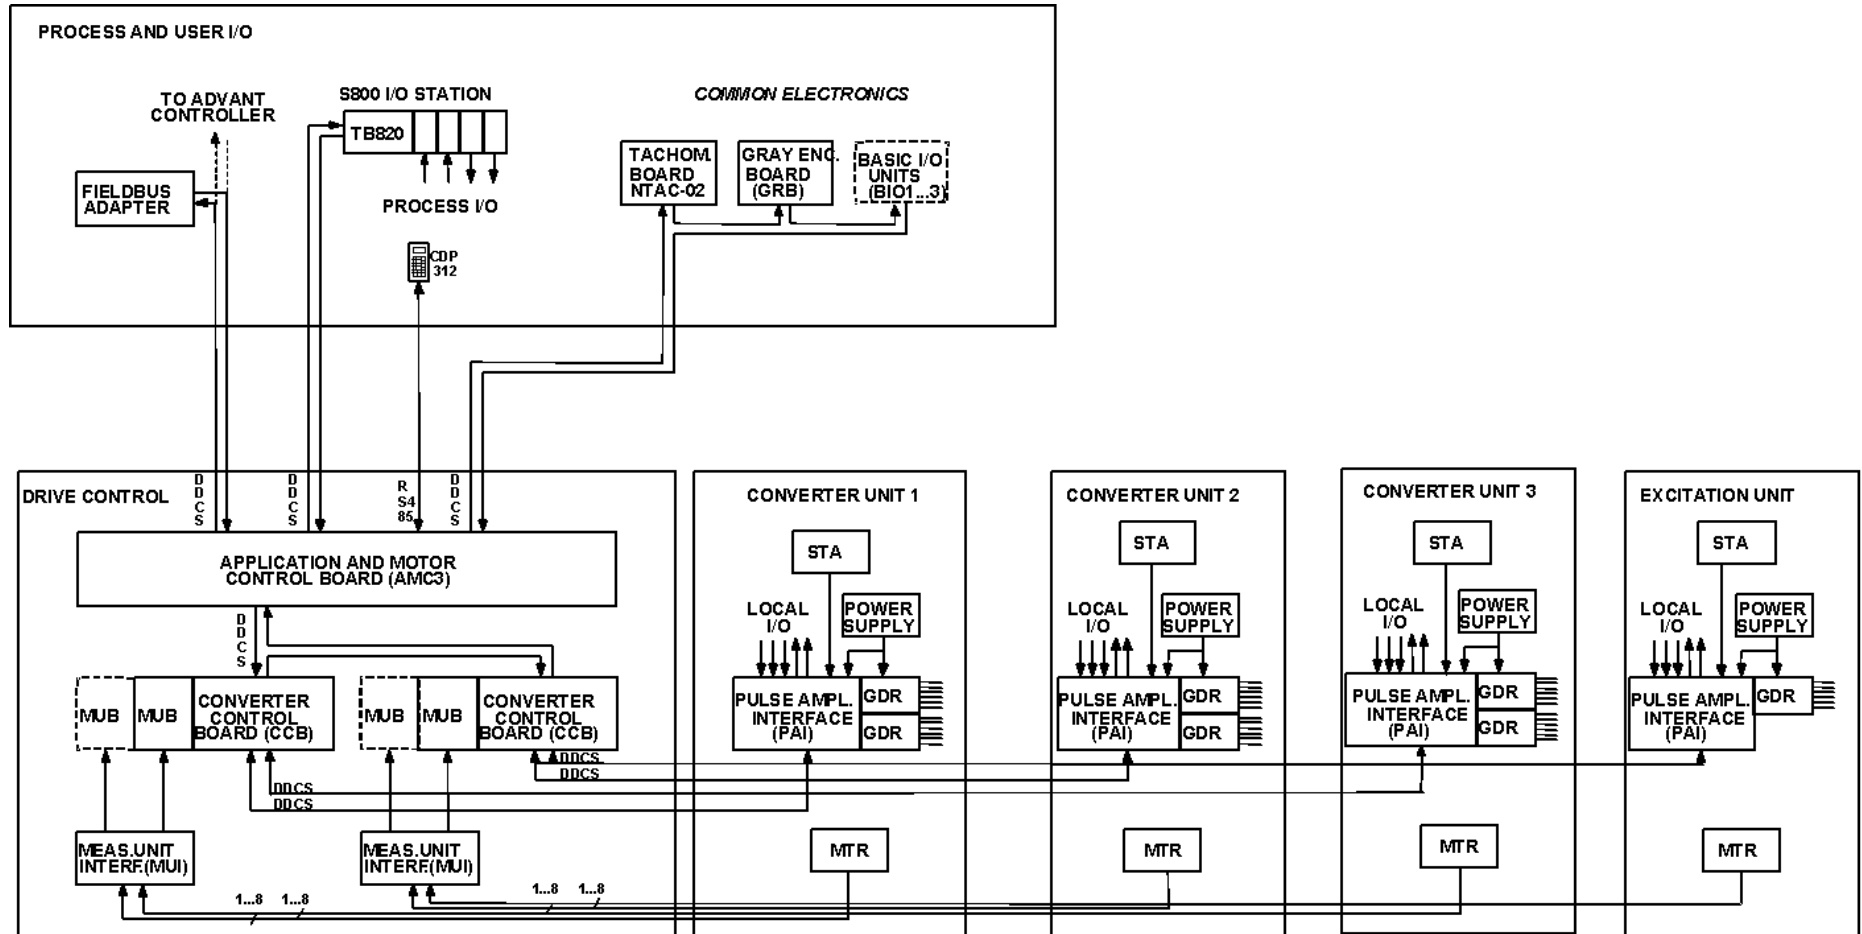 PROCESS AND USER I/O
TO ADVANT
CONTROLLER
S800 I/O STATION
COMMON ELECTRONICS
TB820
FIELDBUS
ADAPTER
PROCESS I/O
TACHOM.
BOARD
NTAC-02
GRAY ENC.
BOARD
(GRB)
BASIC I/O
UNITS
(BIO1...3)
CDP
312
DRIVE CONTROL
DDCS
DDCS
RS485
DDCS
APPLICATION AND MOTOR
CONTROL BOARD (AMC3)
DDCS
MUB
MUB
CONVERTER
CONTROL
BOARD (CCB)
MUB
MUB
CONVERTER
CONTROL
BOARD (CCB)
DDCS
DDCS
DDCS
DDCS
MEAS.UNIT
INTERF.(MUI)
MEAS.UNIT
INTERF.(MUI)
1...8
1...8
1...8
1...8
CONVERTER UNIT 1
STA
LOCAL
I/O
POWER
SUPPLY
PULSE AMPL.
INTERFACE
(PAI)
GDR
GDR
MTR
CONVERTER UNIT 2
STA
LOCAL
I/O
POWER
SUPPLY
PULSE AMPL.
INTERFACE
(PAI)
GDR
GDR
MTR
CONVERTER UNIT 3
STA
LOCAL
I/O
POWER
SUPPLY
PULSE AMPL.
INTERFACE
(PAI)
GDR
GDR
MTR
EXCITATION UNIT
STA
LOCAL
I/O
POWER
SUPPLY
PULSE AMPL.
INTERFACE
(PAI)
GDR
MTR